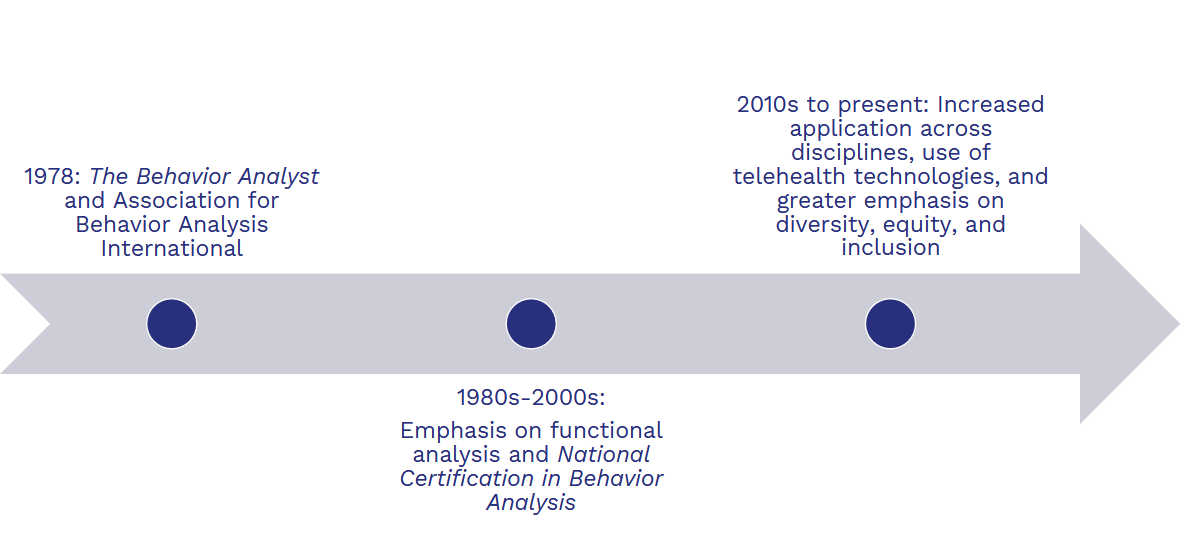 1978: The Behavior Analyst
and Association for
Behavior Analysis
International
1980s-2000s:
Emphasis on functional
analysis and National
Certification in Behavior
Analysis
2010s to present: Increased
application across
disciplines, use of
telehealth technologies, and
greater emphasis on
diversity, equity, and
inclusion